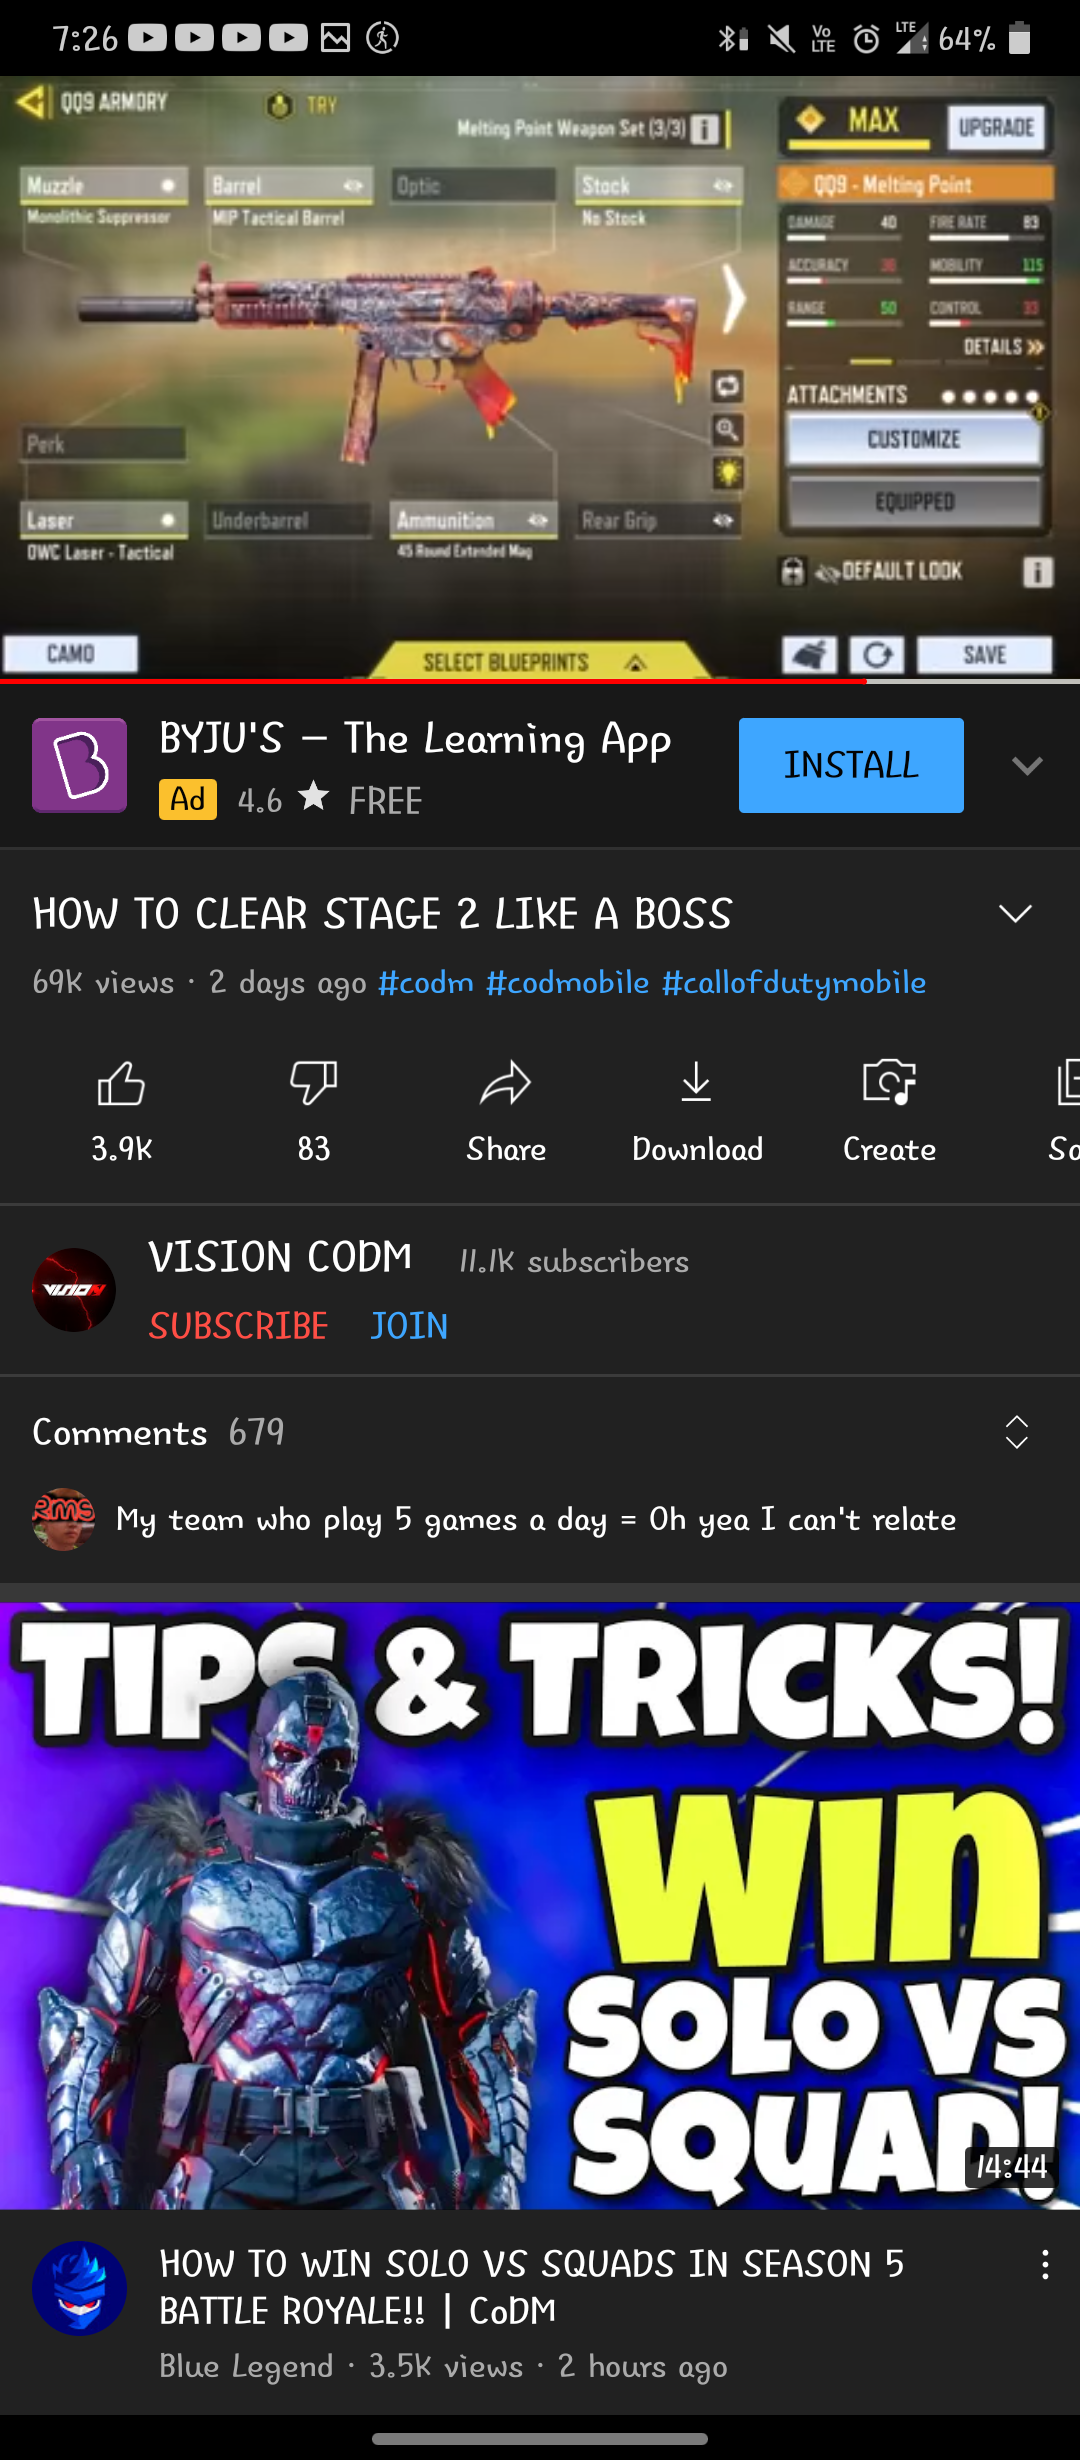 7:26
Vo LTE
LTE
64%
QQ9 ARMORY
TRY
Melting Point Weapon Set (3/3)
MAX
UPGRADE
QQ9 - Melting Point
Muzzle
Monolithic Suppressor
Barrel
MIP Tactical Barrel
Optic
Stock
No Stock
DAMAGE 40
FIRE RATE 83
ACCURACY
MOBILITY 115
RANGE 50
CONTROL 33
DETAILS
ATTACHMENTS
CUSTOMIZE
EQUIPPED
Perk
Laser
OWC Laser - Tactical
Underbarrel
Ammunition
45 Round Extended Mag
Rear Grip
DEFAULT LOOK
CAMO
SELECT BLUEPRINTS
SAVE
BYJU'S – The Learning App
Ad 4.6 ★ FREE
INSTALL
HOW TO CLEAR STAGE 2 LIKE A BOSS
69K views · 2 days ago #codm #codmobile #callofdutymobile
3.9K
83
Share
Download
Create
Sa
VISION
VISION CODM 11.1K subscribers
SUBSCRIBE JOIN
Comments 679
RMS
My team who play 5 games a day = Oh yea I can't relate
TIPS & TRICKS!
WIN
SOLO VS
SQUAD!
14:44
HOW TO WIN SOLO VS SQUADS IN SEASON 5
BATTLE ROYALE!! | CoDM
Blue Legend · 3.5K views · 2 hours ago